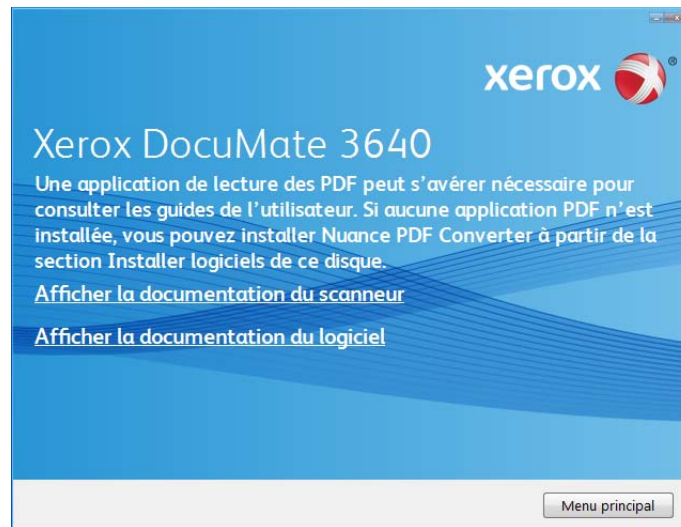 xerox ®
Xerox DocuMate 3640
Une application de lecture des PDF peut s’avérer nécessaire pour
consulter les guides de l’utilisateur. Si aucune application PDF n’est
installée, vous pouvez installer Nuance PDF Converter à partir de la
section Installer logiciels de ce disque.
Afficher la documentation du scanneur
Afficher la documentation du logiciel
Menu principal